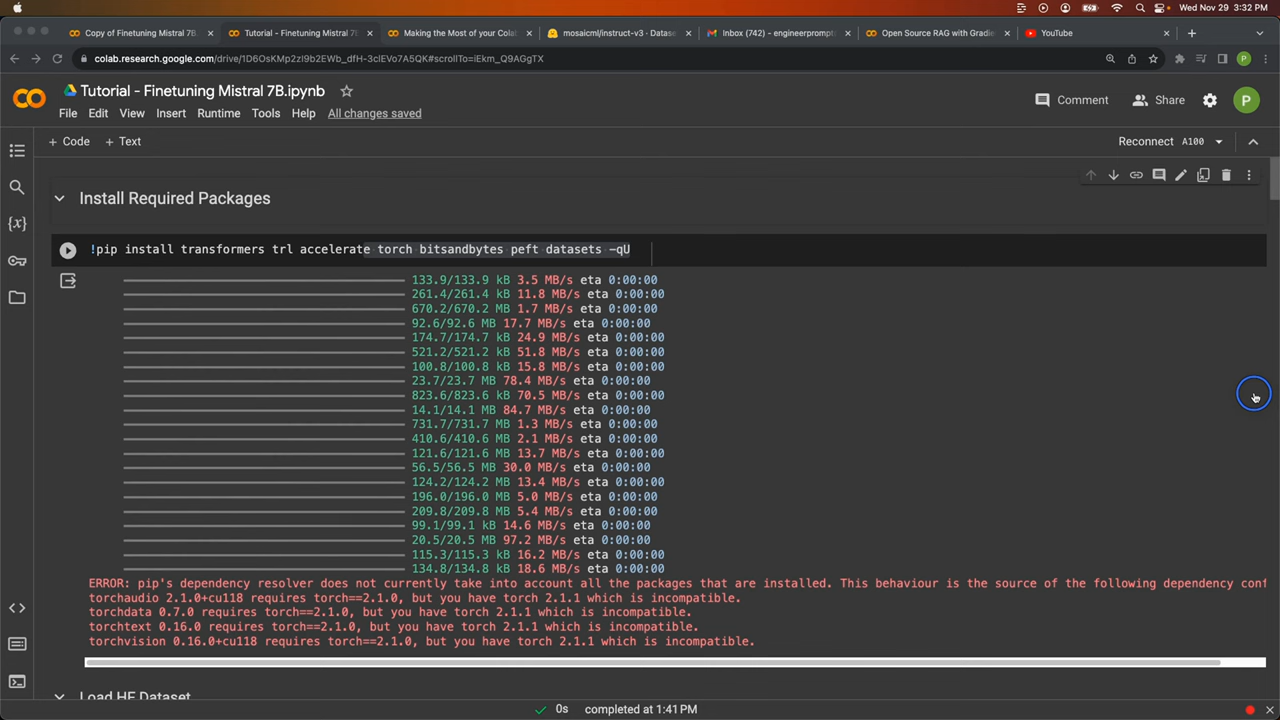 Wed Nov 29 3:32 PM
Copy of Finetuning Mistral 7B.
Tutorial - Finetuning Mistral 7
Making the Most of your Colab
mosaicml/instruct-v3 · Datase
Inbox (742) - engineerprompt
Open Source RAG with Gradie
YouTube
colab.research.google.com/drive/1D6OsKMp2zI9b2EWb_dfH-3clEVo7A5QK#scrollTo=iEkm_Q9AGgTX
Tutorial - Finetuning Mistral 7B.ipynb
Comment
Share
P
File Edit View Insert Runtime Tools Help All changes saved
+ Code + Text
Reconnect A100
Install Required Packages
!pip install transformers trl accelerate torch bitsandbytes peft datasets -qU
133.9/133.9 kB 3.5 MB/s eta 0:00:00
261.4/261.4 kB 11.8 MB/s eta 0:00:00
670.2/670.2 MB 1.7 MB/s eta 0:00:00
92.6/92.6 MB 17.7 MB/s eta 0:00:00
174.7/174.7 kB 24.9 MB/s eta 0:00:00
521.2/521.2 kB 51.8 MB/s eta 0:00:00
100.8/100.8 kB 15.8 MB/s eta 0:00:00
23.7/23.7 MB 78.4 MB/s eta 0:00:00
823.6/823.6 kB 70.5 MB/s eta 0:00:00
14.1/14.1 MB 84.7 MB/s eta 0:00:00
731.7/731.7 MB 1.3 MB/s eta 0:00:00
410.6/410.6 MB 2.1 MB/s eta 0:00:00
121.6/121.6 MB 13.7 MB/s eta 0:00:00
56.5/56.5 MB 30.0 MB/s eta 0:00:00
124.2/124.2 MB 13.4 MB/s eta 0:00:00
196.0/196.0 MB 5.0 MB/s eta 0:00:00
209.8/209.8 MB 5.4 MB/s eta 0:00:00
99.1/99.1 kB 14.6 MB/s eta 0:00:00
20.5/20.5 MB 97.2 MB/s eta 0:00:00
115.3/115.3 kB 16.2 MB/s eta 0:00:00
134.8/134.8 kB 18.6 MB/s eta 0:00:00
ERROR: pip's dependency resolver does not currently take into account all the packages that are installed. This behaviour is the source of the following dependency conf
torchaudio 2.1.0+cu118 requires torch==2.1.0, but you have torch 2.1.1 which is incompatible.
torchdata 0.7.0 requires torch==2.1.0, but you have torch 2.1.1 which is incompatible.
torchtext 0.16.0 requires torch==2.1.0, but you have torch 2.1.1 which is incompatible.
torchvision 0.16.0+cu118 requires torch==2.1.0, but you have torch 2.1.1 which is incompatible.
Load HF Dataset
0s completed at 1:41 PM